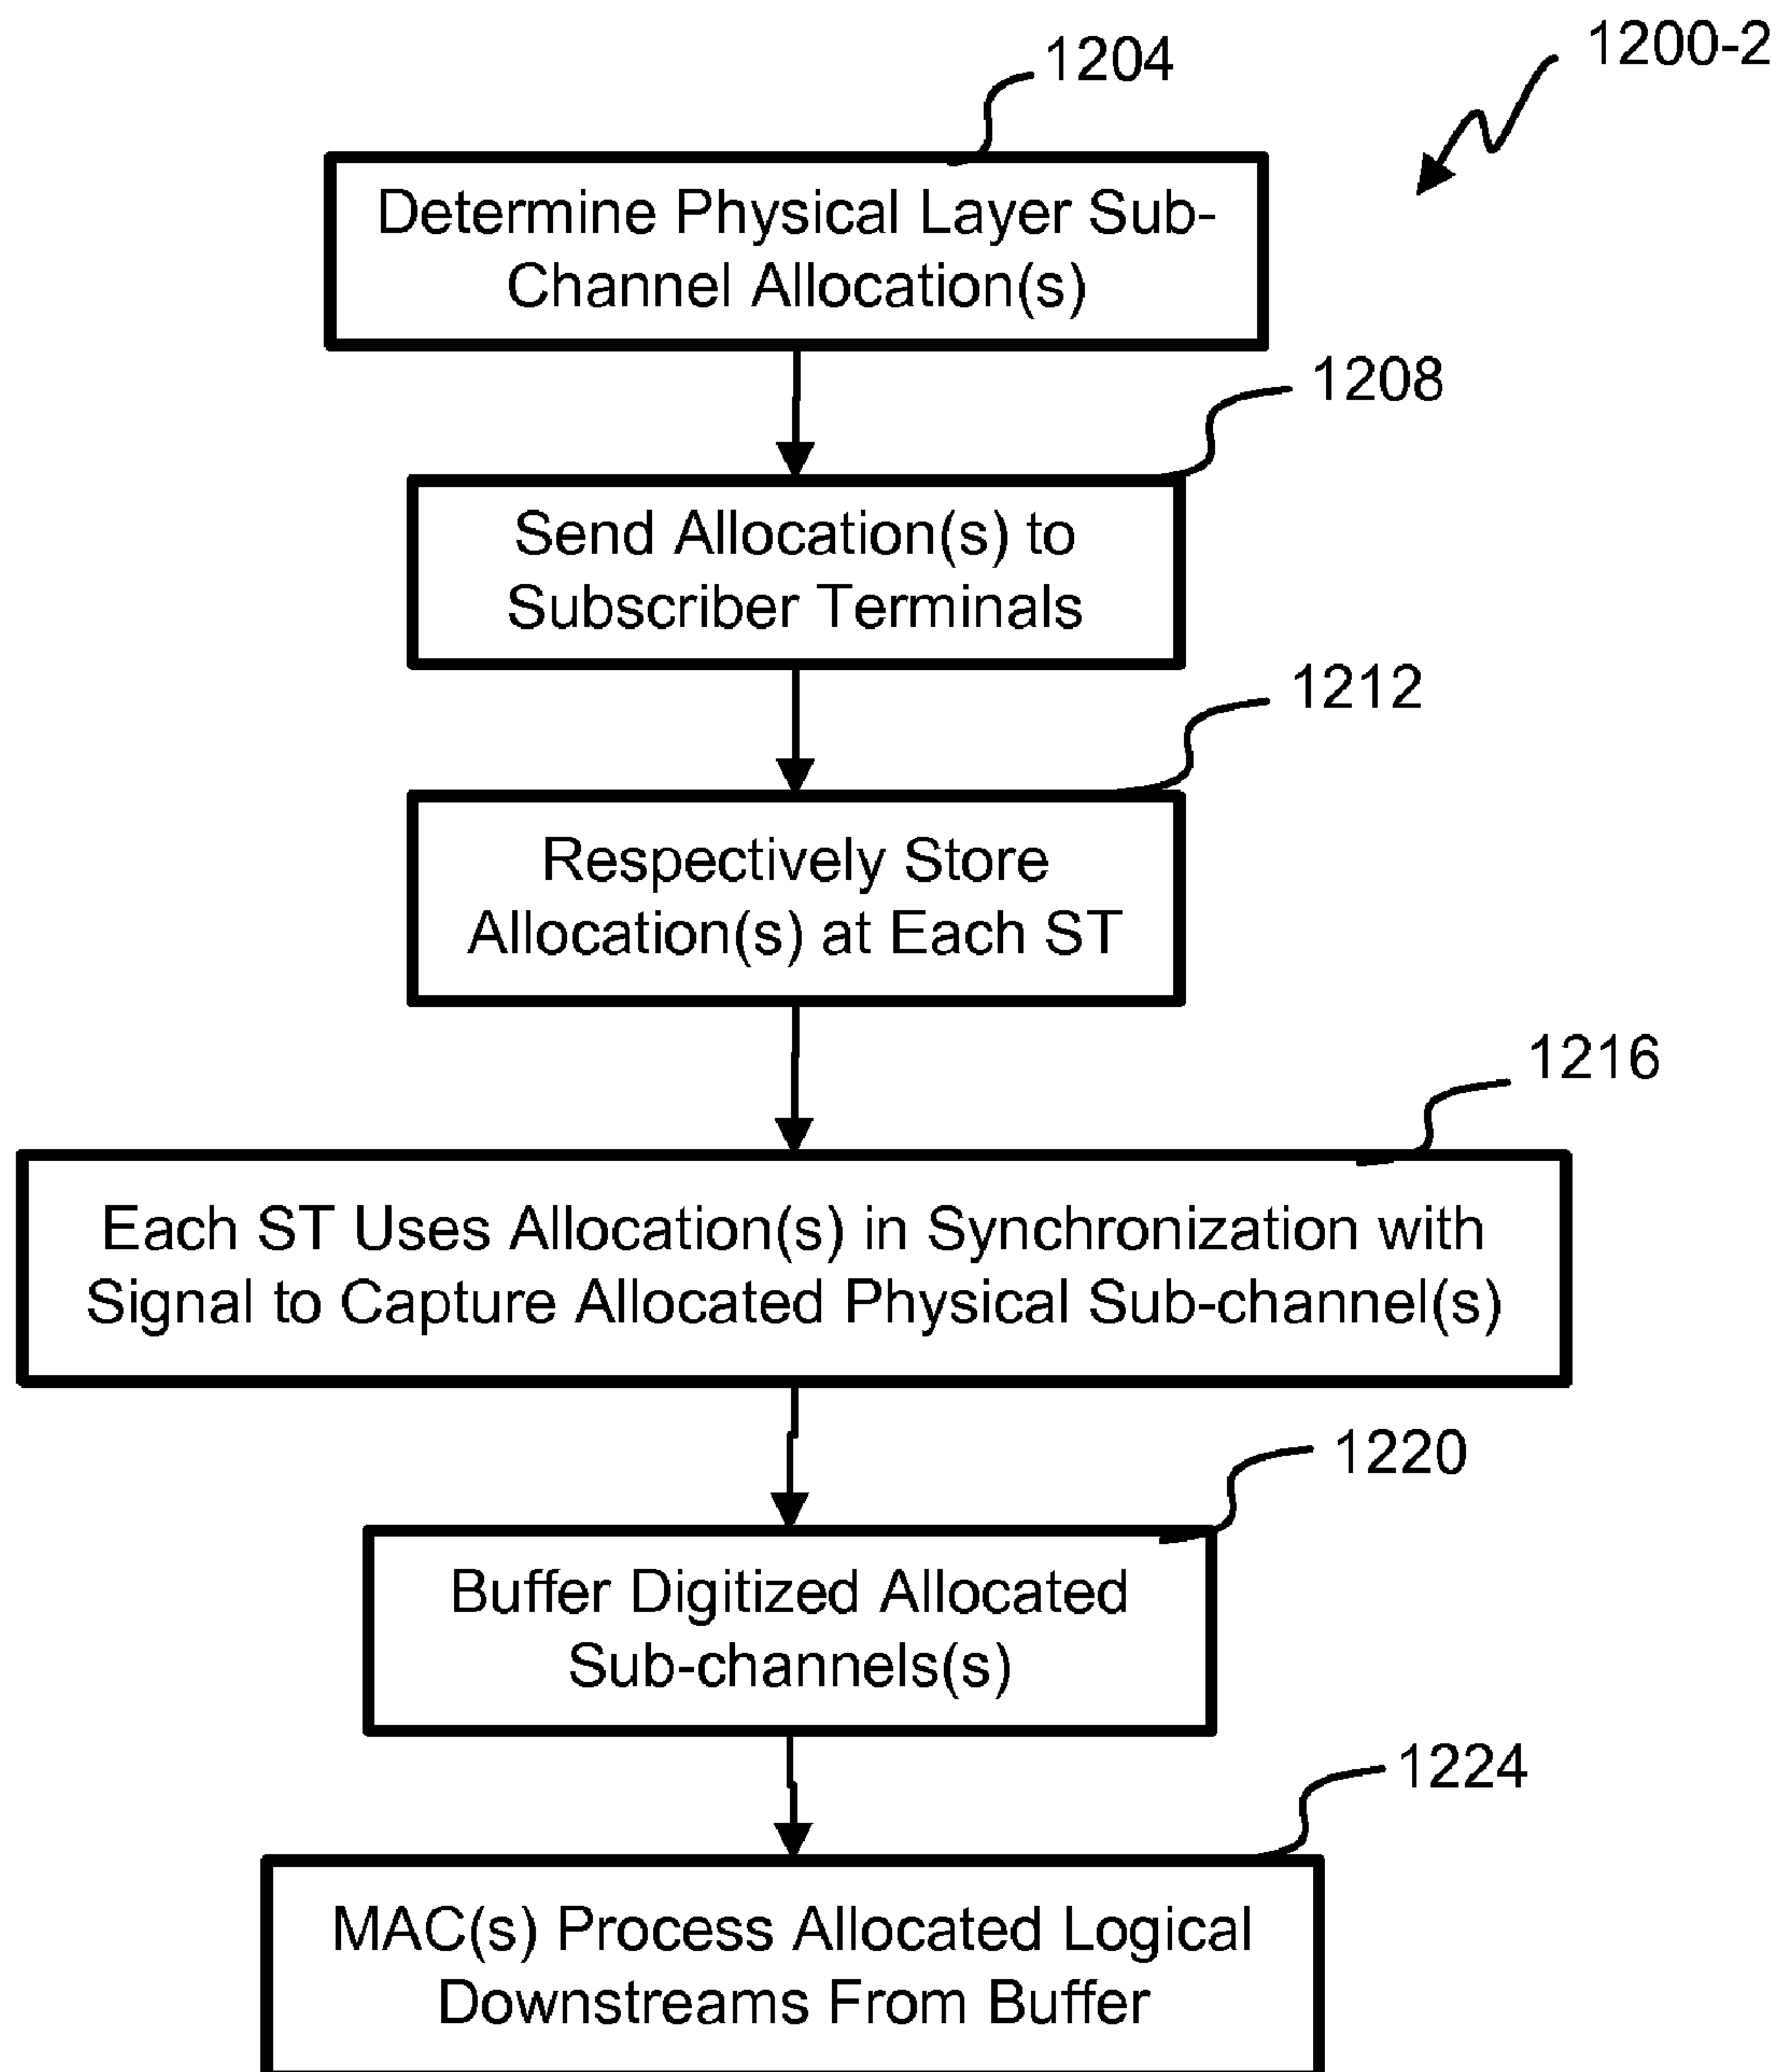 1200-2
1204
Determine Physical Layer Sub-
Channel Allocation(s)
1208
Send Allocation(s) to
Subscriber Terminals
1212
Respectively Store
Allocation(s) at Each ST
1216
Each ST Uses Allocation(s) in Synchronization with
Signal to Capture Allocated Physical Sub-channel(s)
1220
Buffer Digitized Allocated
Sub-channels(s)
1224
MAC(s) Process Allocated Logical
Downstreams From Buffer